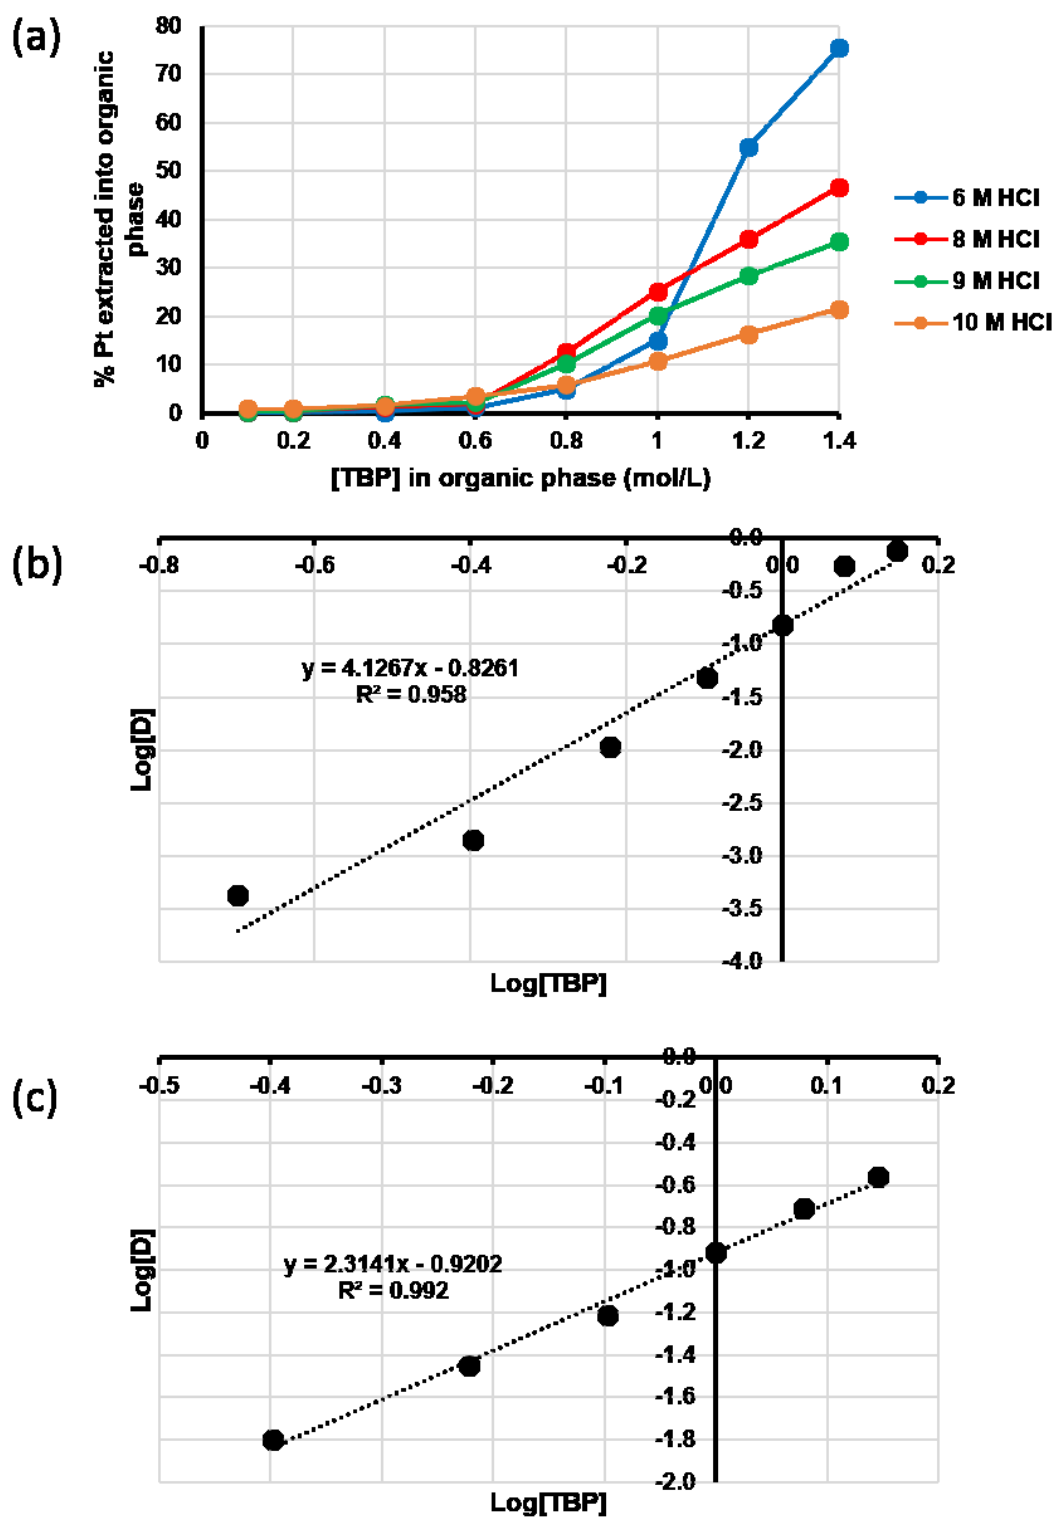 (a)
80
70
60
50
40
30
20
10
0
% Pt extracted into organic
phase
0 0.2 0.4 0.6 0.8 1 1.2 1.4
[TBP] in organic phase (mol/L)
6 M HCl
8 M HCl
9 M HCl
10 M HCl
(b)
-0.8 -0.6 -0.4 -0.2 0.0 0.2
0.0
-0.5
-1.0
-1.5
-2.0
-2.5
-3.0
-3.5
-4.0
y = 4.1267x - 0.8261
R² = 0.958
Log[D]
Log[TBP]
(c)
-0.5 -0.4 -0.3 -0.2 -0.1 0.0 0.1 0.2
0.0
-0.2
-0.4
-0.6
-0.8
-1.0
-1.2
-1.4
-1.6
-1.8
-2.0
y = 2.3141x - 0.9202
R² = 0.992
Log[D]
Log[TBP]